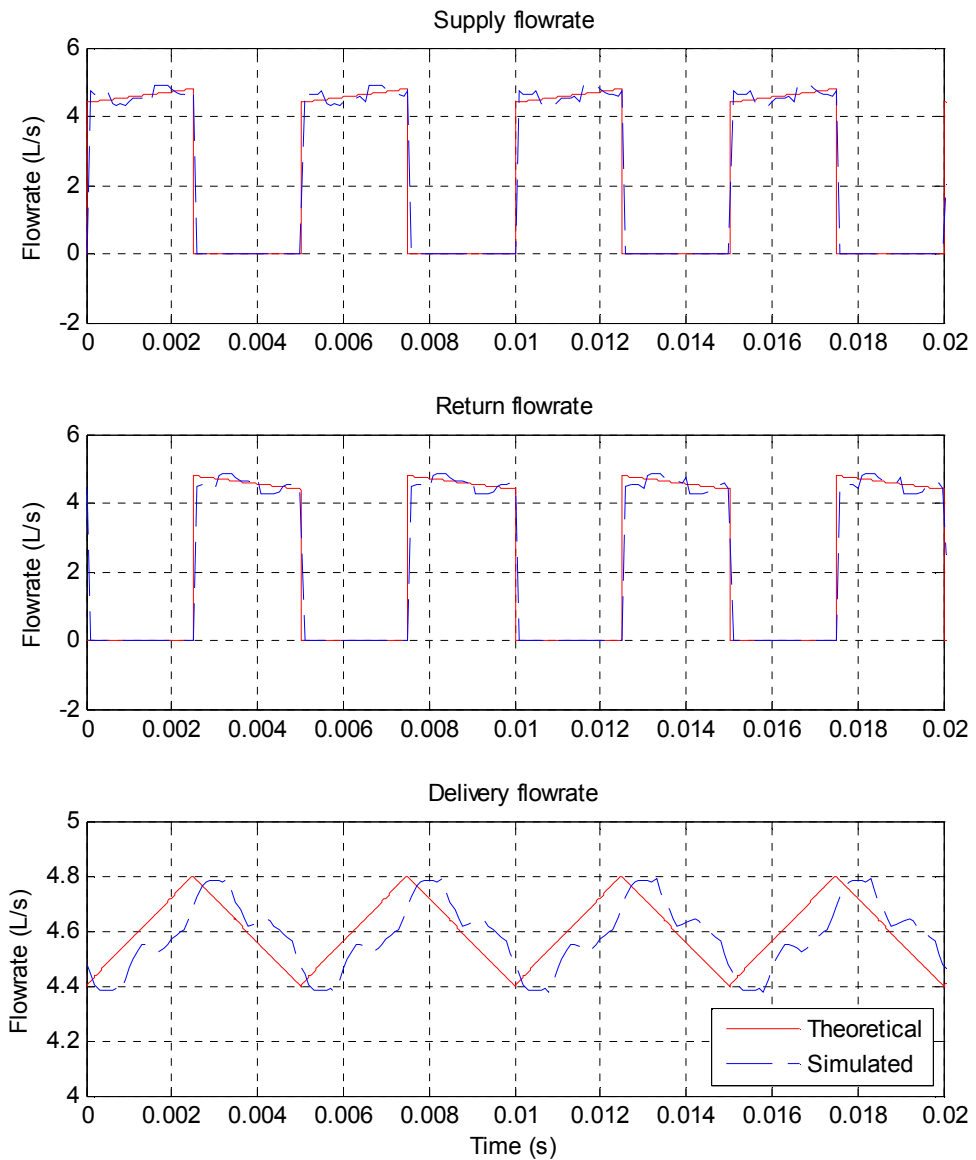 Supply flowrate
6
4
2
0
-2
Flowrate (L/s)
0 0.002 0.004 0.006 0.008 0.01 0.012 0.014 0.016 0.018 0.02
Return flowrate
6
4
2
0
-2
Flowrate (L/s)
0 0.002 0.004 0.006 0.008 0.01 0.012 0.014 0.016 0.018 0.02
Delivery flowrate
5
4.8
4.6
4.4
4.2
4
Flowrate (L/s)
Theoretical
Simulated
0 0.002 0.004 0.006 0.008 0.01 0.012 0.014 0.016 0.018 0.02
Time (s)